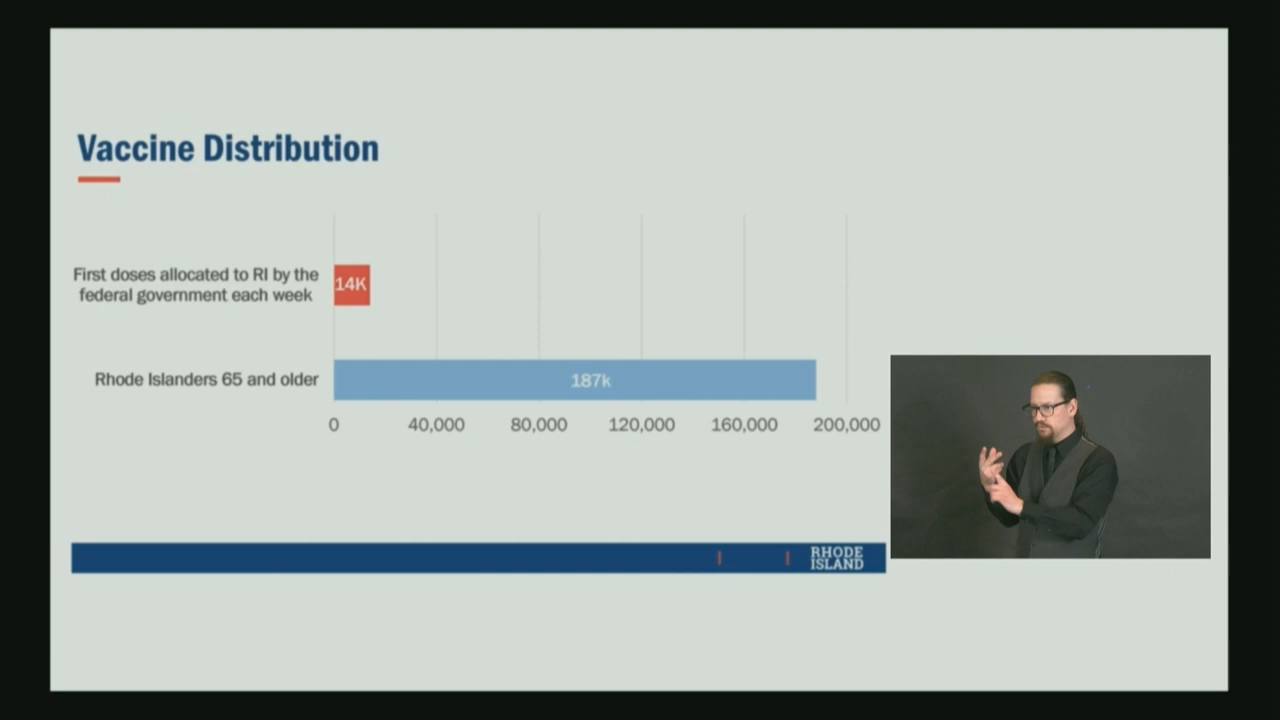 Vaccine Distribution
First doses allocated to RI by the
federal government each week
14K
Rhode Islanders 65 and older
187k
0 40,000 80,000 120,000 160,000 200,000
RHODE
ISLAND